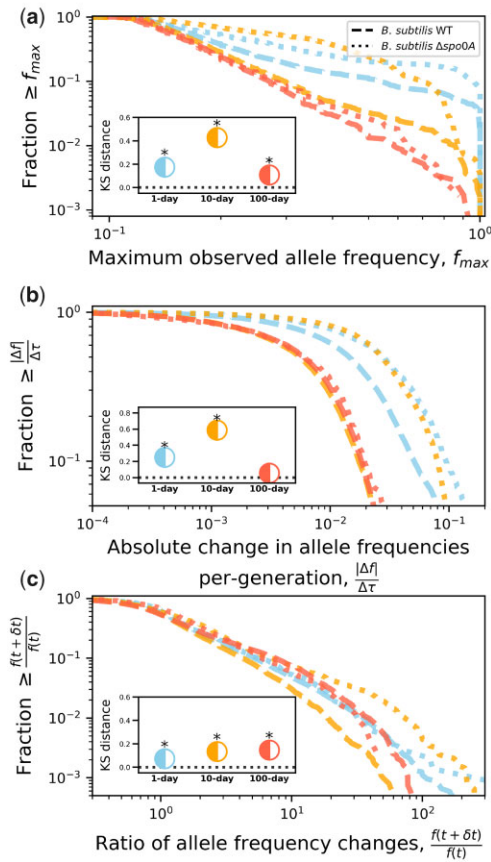 (a)
10⁰
10⁻¹
10⁻²
10⁻³
Fraction ≥ f_max
B. subtilis WT
B. subtilis Δspo0A
KS distance
0.6
0.4
0.2
0.0
*
*
*
1-day
10-day
100-day
10⁻¹
10⁰
Maximum observed allele frequency, f_max
(b)
10⁰
10⁻¹
Fraction ≥ |Δf|/Δτ
KS distance
0.8
0.6
0.4
0.2
0.0
*
*
1-day
10-day
100-day
10⁻⁴
10⁻³
10⁻²
10⁻¹
Absolute change in allele frequencies
per-generation, |Δf|/Δτ
(c)
10⁰
10⁻¹
10⁻²
10⁻³
Fraction ≥ f(t + δt)/f(t)
KS distance
0.6
0.4
0.2
0.0
*
*
*
1-day
10-day
100-day
10⁰
10¹
10²
Ratio of allele frequency changes, f(t + δt)/f(t)